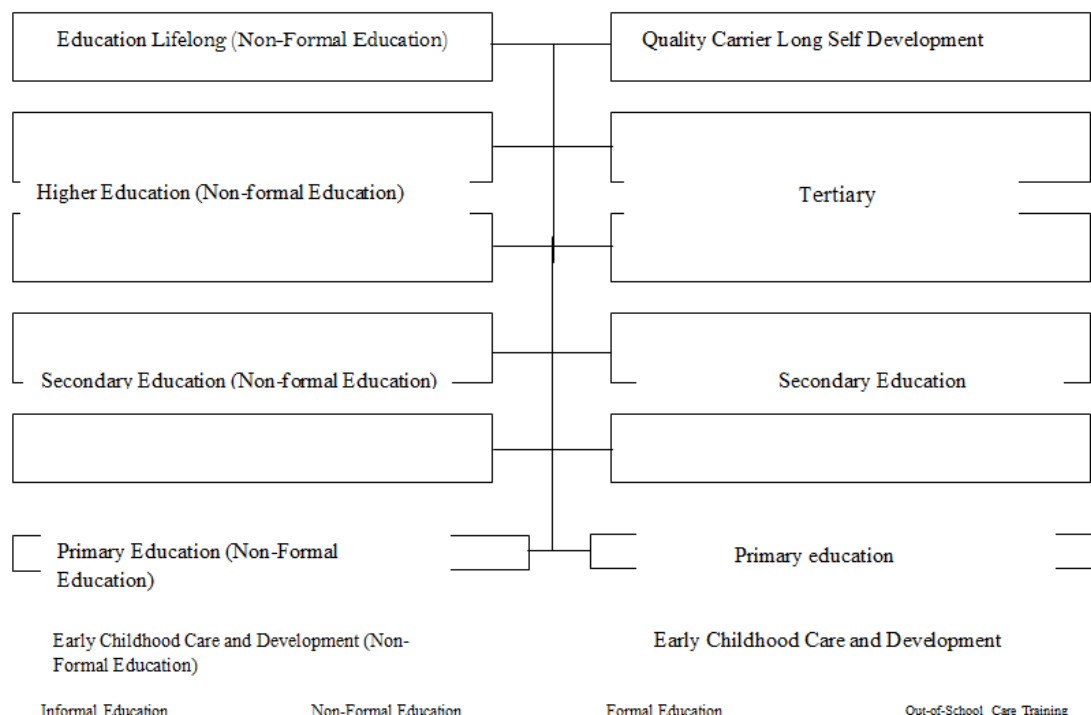 Education Lifelong (Non-Formal Education)
Quality Carrier Long Self Development
Higher Education (Non-formal Education)
Tertiary
Secondary Education (Non-formal Education)
Secondary Education
Primary Education (Non-Formal
Education)
Primary education
Early Childhood Care and Development (Non-
Formal Education)
Early Childhood Care and Development
Informal Education
Non-Formal Education
Formal Education
Out-of-School Care Training